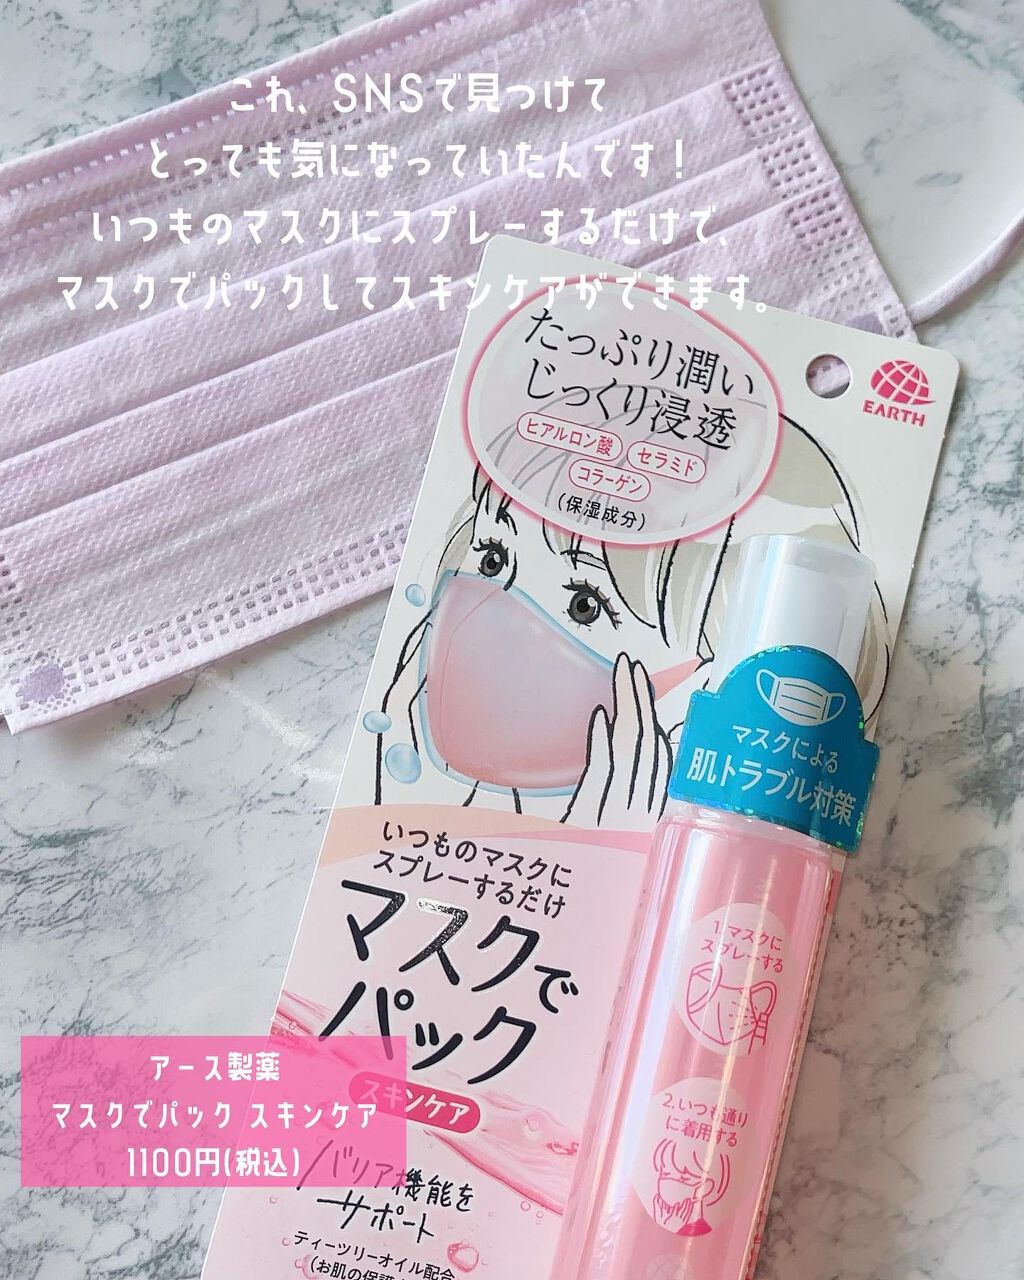 これ、SNSで見つけて
とっても気になっていたんです！
いつものマスクにスプレーするだけで、
マスクでパックしてスキンケアができます。
たっぷり潤い
じっくり浸透
ヒアルロン酸 セラミド
コラーゲン
(保湿成分)
EARTH
マスクによる
肌トラブル対策
いつものマスクに
スプレーするだけ
マスクで
パック
スキンケア
バリア機能を
サポート
ティーツリーオイル配合
(お肌の保護
1.マスクに
スプレーする
2.いつも通り
に着用する
アース製薬
マスクでパック スキンケア
1100円(税込)